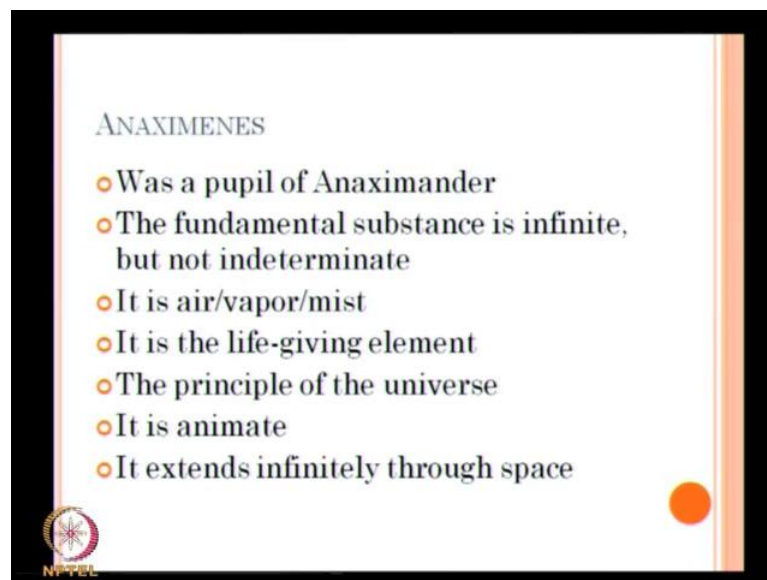 ANAXIMENES
Was a pupil of Anaximander
The fundamental substance is infinite,
but not indeterminate
It is air/vapor/mist
It is the life-giving element
The principle of the universe
It is animate
It extends infinitely through space
NPTEL